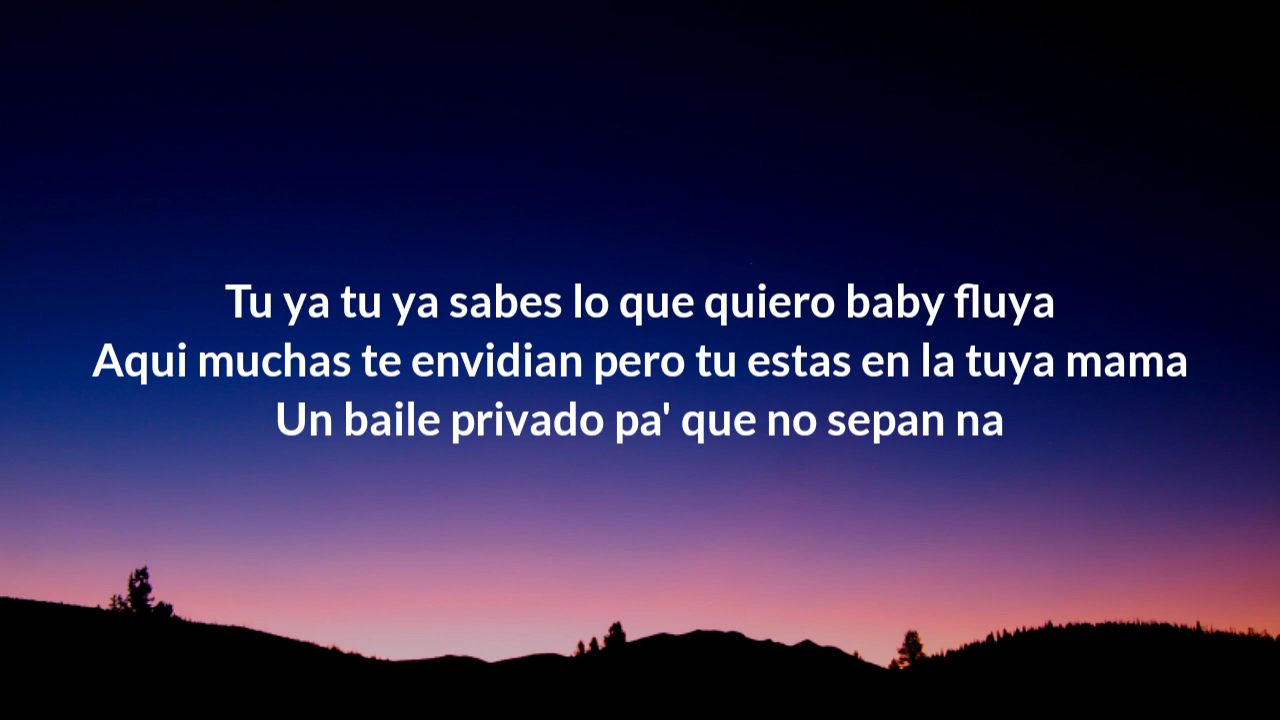 Tu ya tu ya sabes lo que quiero baby fluya
Aqui muchas te envidian pero tu estas en la tuya mama
Un baile privado pa' que no sepan na